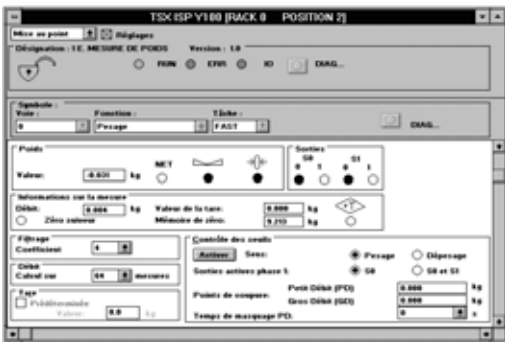 TSX ISP Y100 [RACK 0 POSITION 2]
Mise au point Réglages
Désignation : 1 E. MESURE DE POIDS Version : 1.0
RUN ERR IO DIAG...
Symbole :
Voie : Fonction : Tâche :
0 Pesage FAST DIAG...
Poids
NET
Valeur: -0.031 kg
Sorties
S0 S1
0 1 0 1
Informations sur la mesure
Débit: 0.004 kg Valeur de la tare: 0.000 kg
Zéro suiveur Mémoire de zéro: 9.213 kg
Filtrage
Coefficient 4
Débit
Calcul sur 64 mesures
Tare
Prédéterminée
Valeur: 0.0 kg
Contrôle des seuils
Activer Sens: Pesage Dépesage
Sorties actives phase 1: S0 S0 et S1
Points de coupure: Petit Débit (PD) 0.000 kg
Gros Débit (GD) 0.000 kg
Temps de masquage PD: 0 s